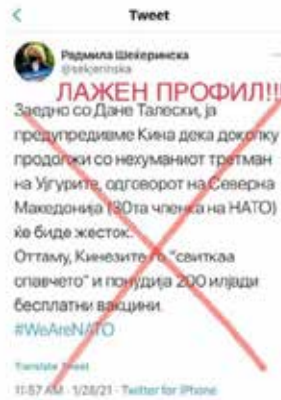 Tweet
Радмила Шекеринска
@sekerinska
ЛАЖЕН ПРОФИЛ!!!
Заедно со Дане Талески, ја
предупредивме Кина дека доколку
продолжи со нехуманиот третман
на Ујгурите, одговорот на Северна
Македонија (30та членка на НАТО)
ќе биде жесток.
Оттаму, Кинезите го "свиткаа
опавчето" и понудија 200 илјади
бесплатни вакцини.
#WeAreNATO
Translate Tweet
11:57 AM · 1/28/21 · Twitter for iPhone